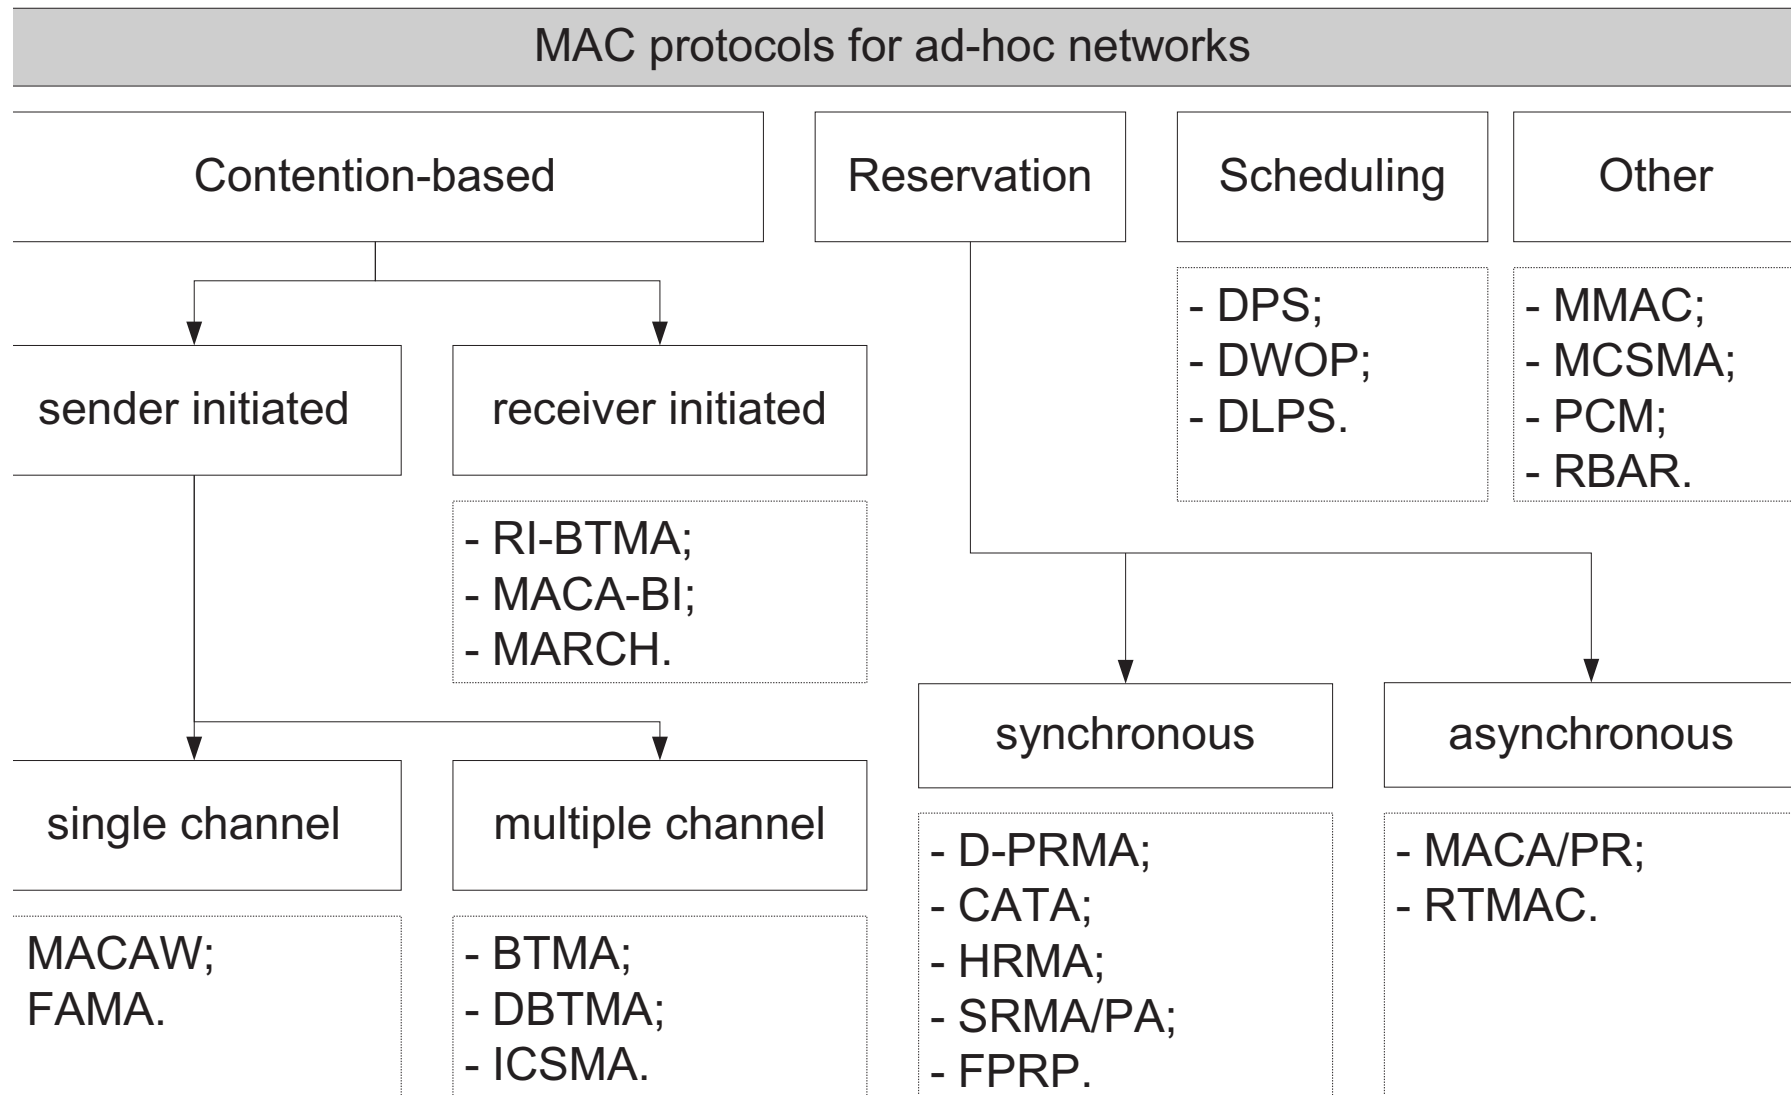 MAC protocols for ad-hoc networks
Contention-based
Reservation
Scheduling
Other
- DPS;
- DWOP;
- DLPS.
- MMAC;
- MCSMA;
- PCM;
- RBAR.
sender initiated
receiver initiated
- RI-BTMA;
- MACA-BI;
- MARCH.
synchronous
asynchronous
single channel
multiple channel
MACAW;
FAMA.
- BTMA;
- DBTMA;
- ICSMA.
- D-PRMA;
- CATA;
- HRMA;
- SRMA/PA;
- FPRP.
- MACA/PR;
- RTMAC.